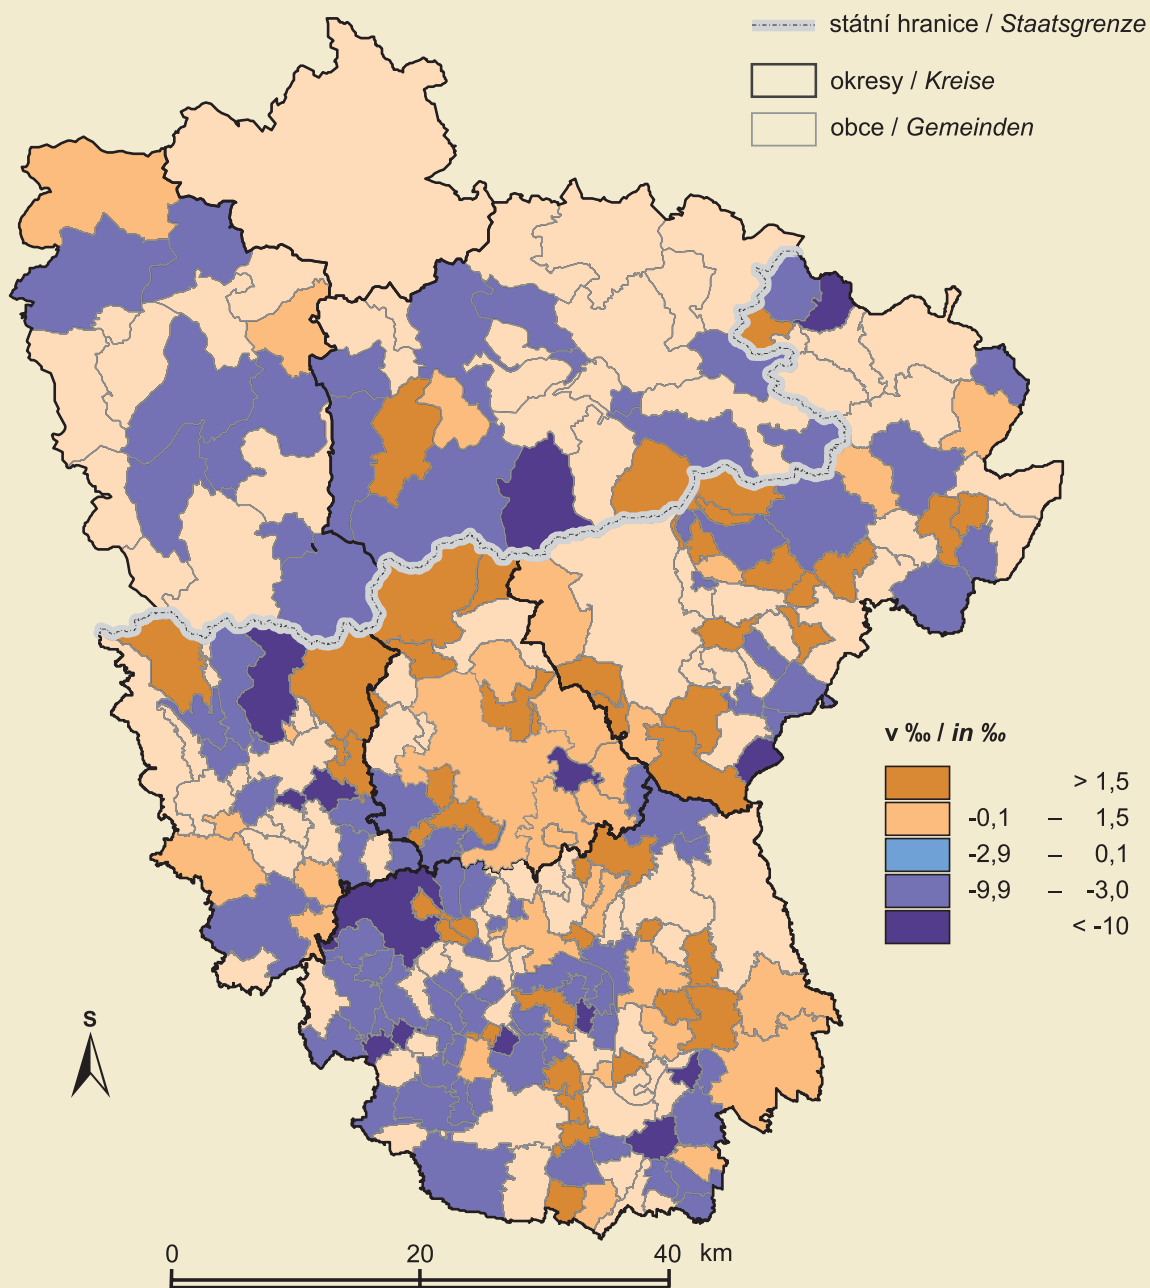 státní hranice / Staatsgrenze
okresy / Kreise
obce / Gemeinden
v ‰ / in ‰
> 1,5
-0,1 – 1,5
-2,9 – 0,1
-9,9 – -3,0
< -10
S
0 20 40 km